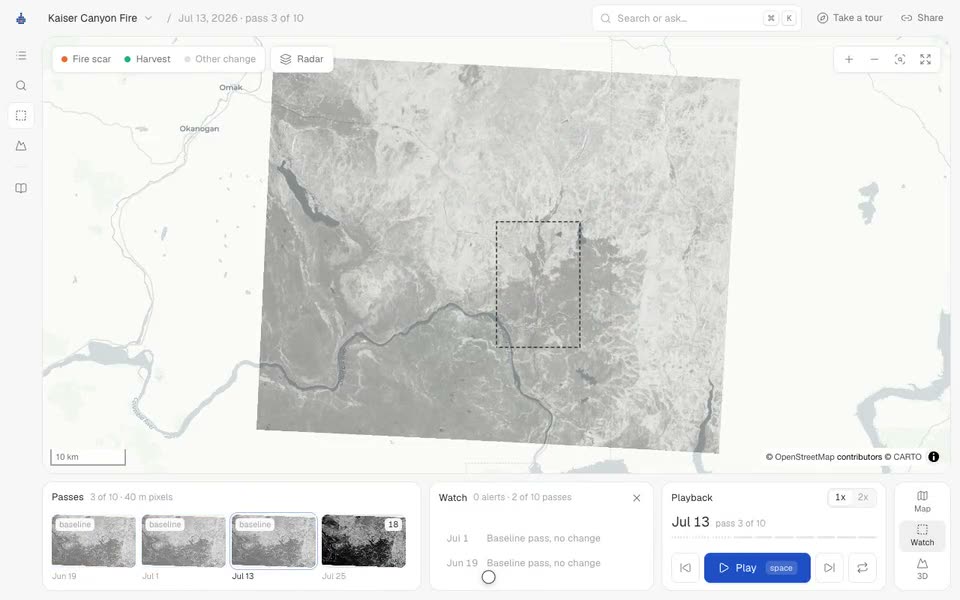 Kaiser Canyon Fire / Jul 13, 2026 · pass 3 of 10
Search or ask...
⌘ K
Take a tour
Share
Fire scar
Harvest
Other change
Radar
Omak
Okanogan
10 km
© OpenStreetMap contributors © CARTO
Passes 3 of 10 · 40 m pixels
baseline
baseline
baseline
18
Jun 19
Jul 1
Jul 13
Jul 25
Watch 0 alerts · 2 of 10 passes
Jul 1 Baseline pass, no change
Jun 19 Baseline pass, no change
Playback
1x 2x
Jul 13 pass 3 of 10
Play space
Map
Watch
3D